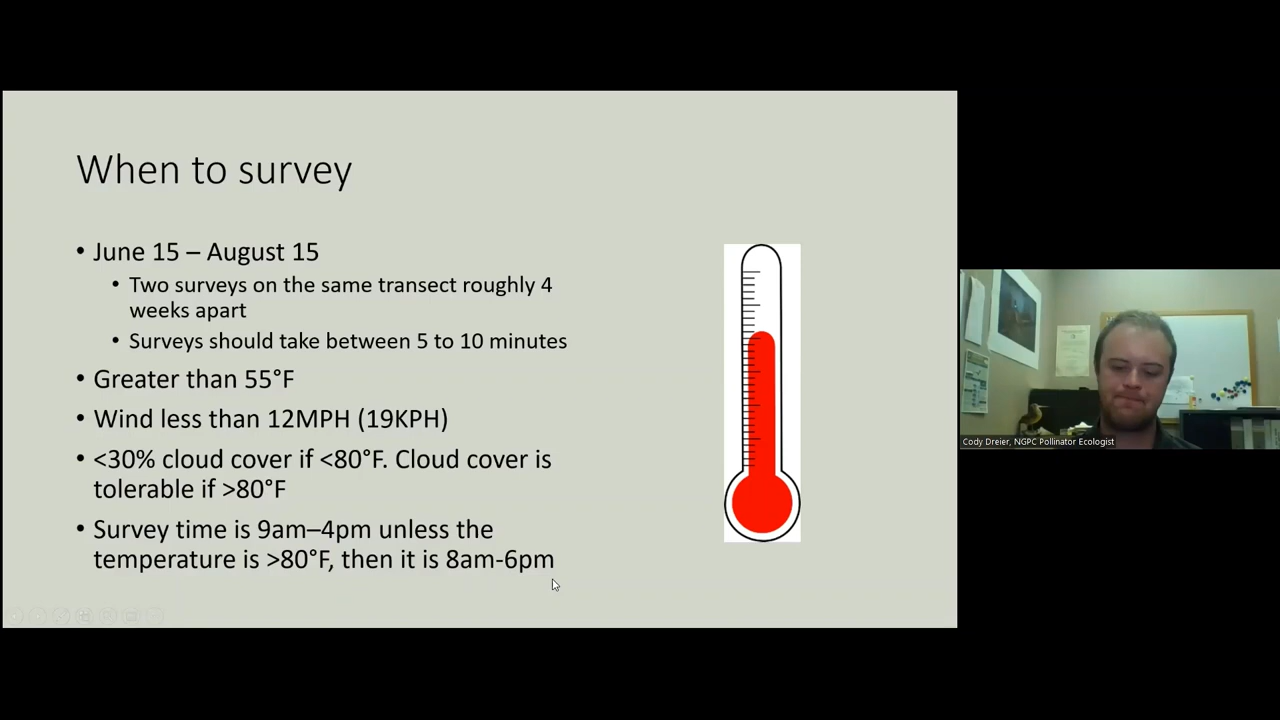 When to survey
• June 15 – August 15
• Two surveys on the same transect roughly 4
weeks apart
• Surveys should take between 5 to 10 minutes
• Greater than 55°F
• Wind less than 12MPH (19KPH)
• <30% cloud cover if <80°F. Cloud cover is
tolerable if >80°F
• Survey time is 9am–4pm unless the
temperature is >80°F, then it is 8am-6pm
Cody Dreier, NGPC Pollinator Ecologist